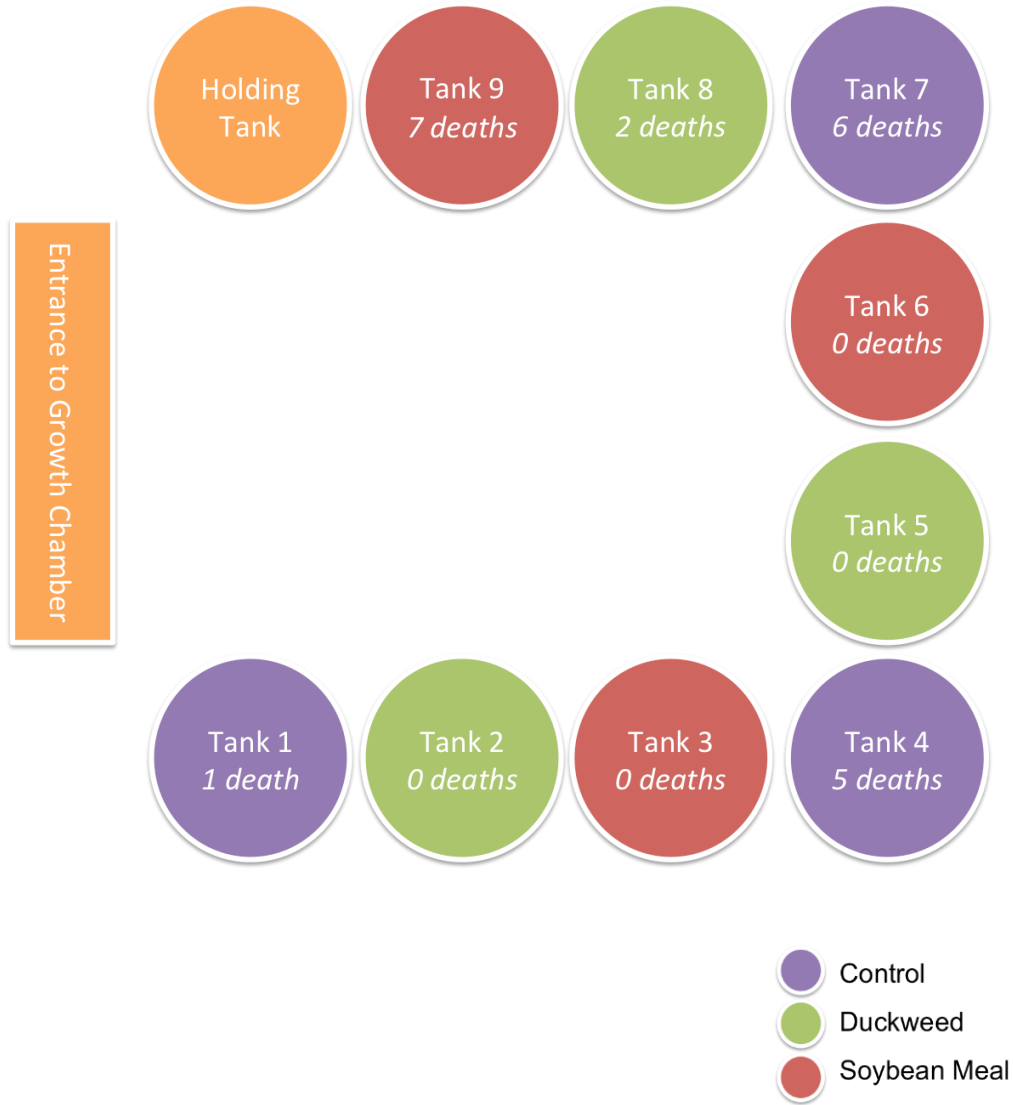 Holding
Tank
Tank 9
7 deaths
Tank 8
2 deaths
Tank 7
6 deaths
Entrance to Growth Chamber
Tank 6
0 deaths
Tank 5
0 deaths
Tank 1
1 death
Tank 2
0 deaths
Tank 3
0 deaths
Tank 4
5 deaths
Control
Duckweed
Soybean Meal